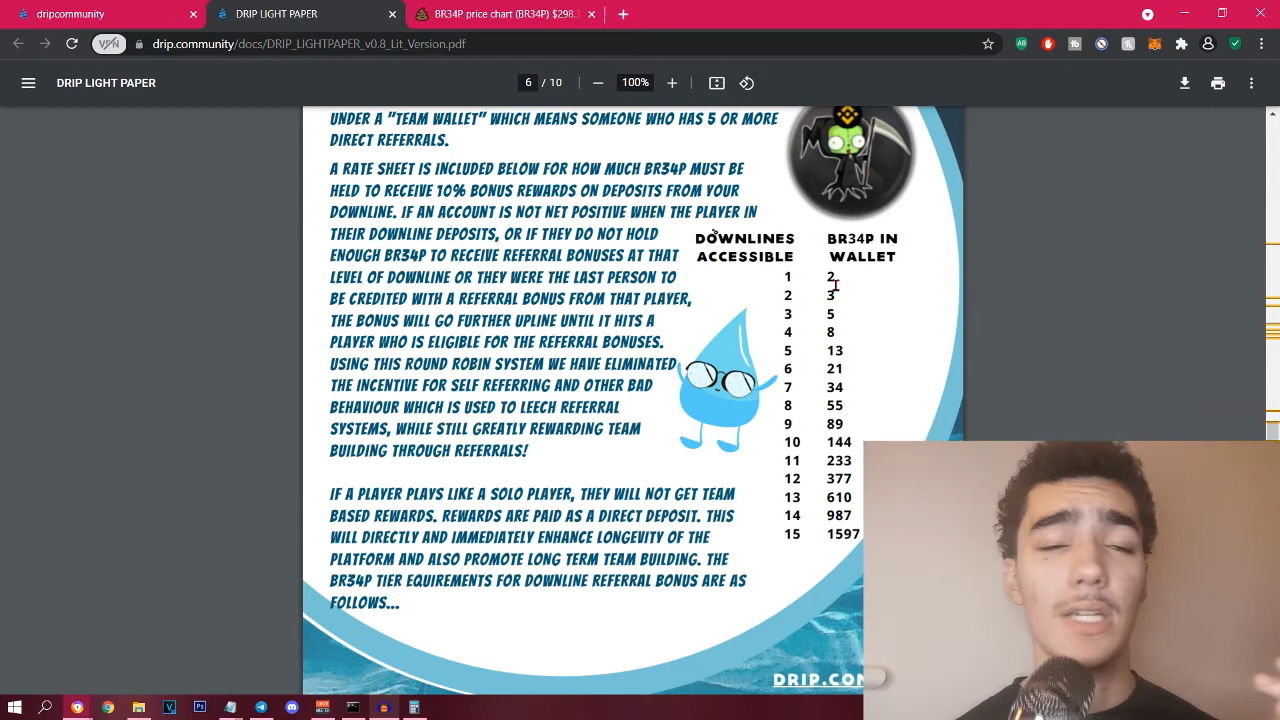 dripcommunity
DRIP LIGHT PAPER
BR34P price chart (BR34P) $298.
VPN
drip.community/docs/DRIP_LIGHTPAPER_v0.8_Lit_Version.pdf
DRIP LIGHT PAPER
6 / 10
100%
UNDER A "TEAM WALLET" WHICH MEANS SOMEONE WHO HAS 5 OR MORE
DIRECT REFERRALS.
A RATE SHEET IS INCLUDED BELOW FOR HOW MUCH BR34P MUST BE
HELD TO RECEIVE 10% BONUS REWARDS ON DEPOSITS FROM YOUR
DOWNLINE. IF AN ACCOUNT IS NOT NET POSITIVE WHEN THE PLAYER IN
THEIR DOWNLINE DEPOSITS, OR IF THEY DO NOT HOLD
ENOUGH BR34P TO RECEIVE REFERRAL BONUSES AT THAT
LEVEL OF DOWNLINE OR THEY WERE THE LAST PERSON TO
BE CREDITED WITH A REFERRAL BONUS FROM THAT PLAYER,
THE BONUS WILL GO FURTHER UPLINE UNTIL IT HITS A
PLAYER WHO IS ELIGIBLE FOR THE REFERRAL BONUSES.
USING THIS ROUND ROBIN SYSTEM WE HAVE ELIMINATED
THE INCENTIVE FOR SELF REFERRING AND OTHER BAD
BEHAVIOUR WHICH IS USED TO LEECH REFERRAL
SYSTEMS, WHILE STILL GREATLY REWARDING TEAM
BUILDING THROUGH REFERRALS!
IF A PLAYER PLAYS LIKE A SOLO PLAYER, THEY WILL NOT GET TEAM
BASED REWARDS. REWARDS ARE PAID AS A DIRECT DEPOSIT. THIS
WILL DIRECTLY AND IMMEDIATELY ENHANCE LONGEVITY OF THE
PLATFORM AND ALSO PROMOTE LONG TERM TEAM BUILDING. THE
BR34P TIER EQUIREMENTS FOR DOWNLINE REFERRAL BONUS ARE AS
FOLLOWS...
DOWNLINES BR34P IN
ACCESSIBLE WALLET
1 2
2 3
3 5
4 8
5 13
6 21
7 34
8 55
9 89
10 144
11 233
12 377
13 610
14 987
15 1597
DRIP.CO